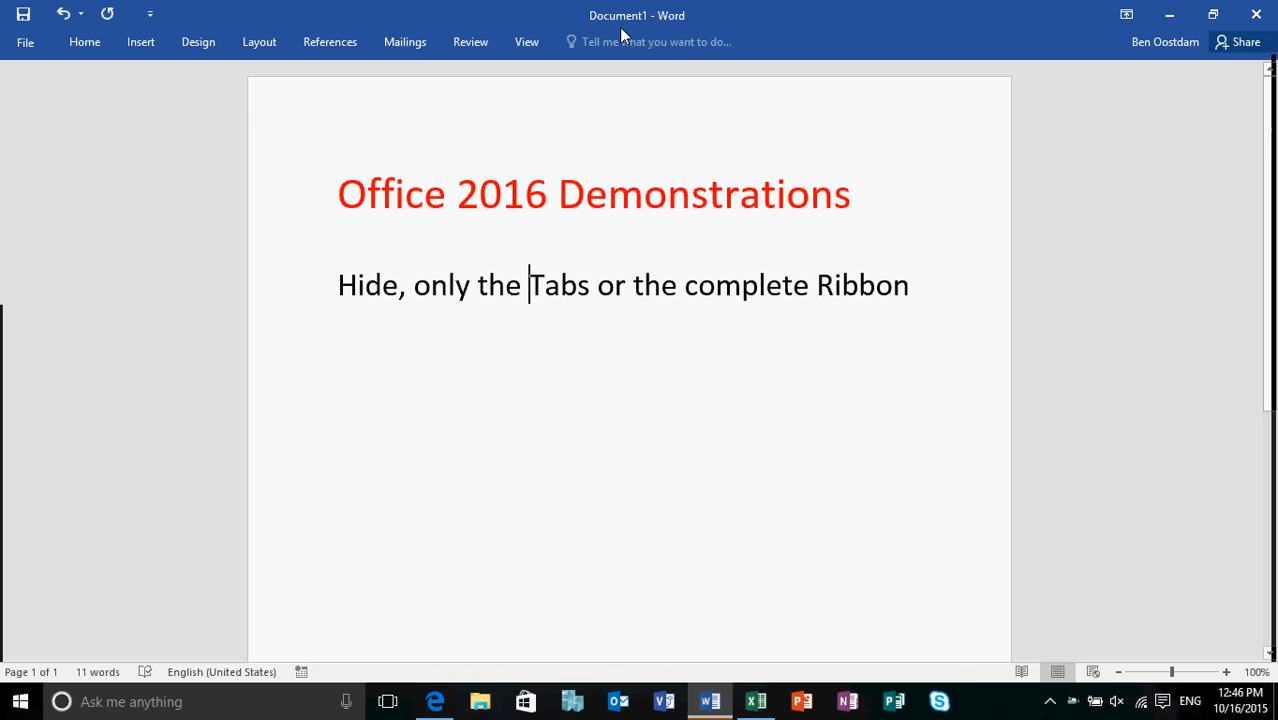 Document1 - Word
File Home Insert Design Layout References Mailings Review View Tell me what you want to do... Ben Oostdam Share
Office 2016 Demonstrations
Hide, only the Tabs or the complete Ribbon
Page 1 of 1 11 words English (United States) 100%
Ask me anything ENG 12:46 PM
10/16/2015